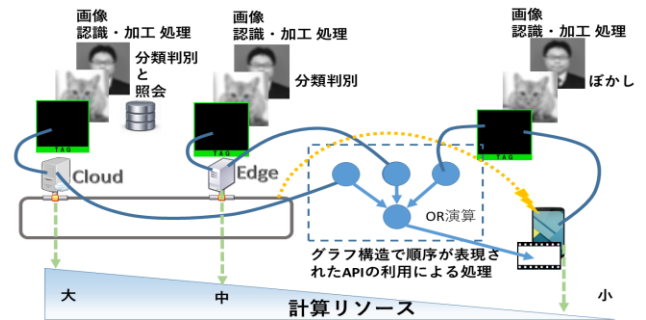 画像
認識・加工 処理
分類判別
と
照会
TAG
Cloud
画像
認識・加工 処理
分類判別
TAG
Edge
画像
認識・加工 処理
ぼかし
TAG
OR演算
グラフ構造で順序が表現さ
れたAPIの利用による処理
大
中
小
計算リソース